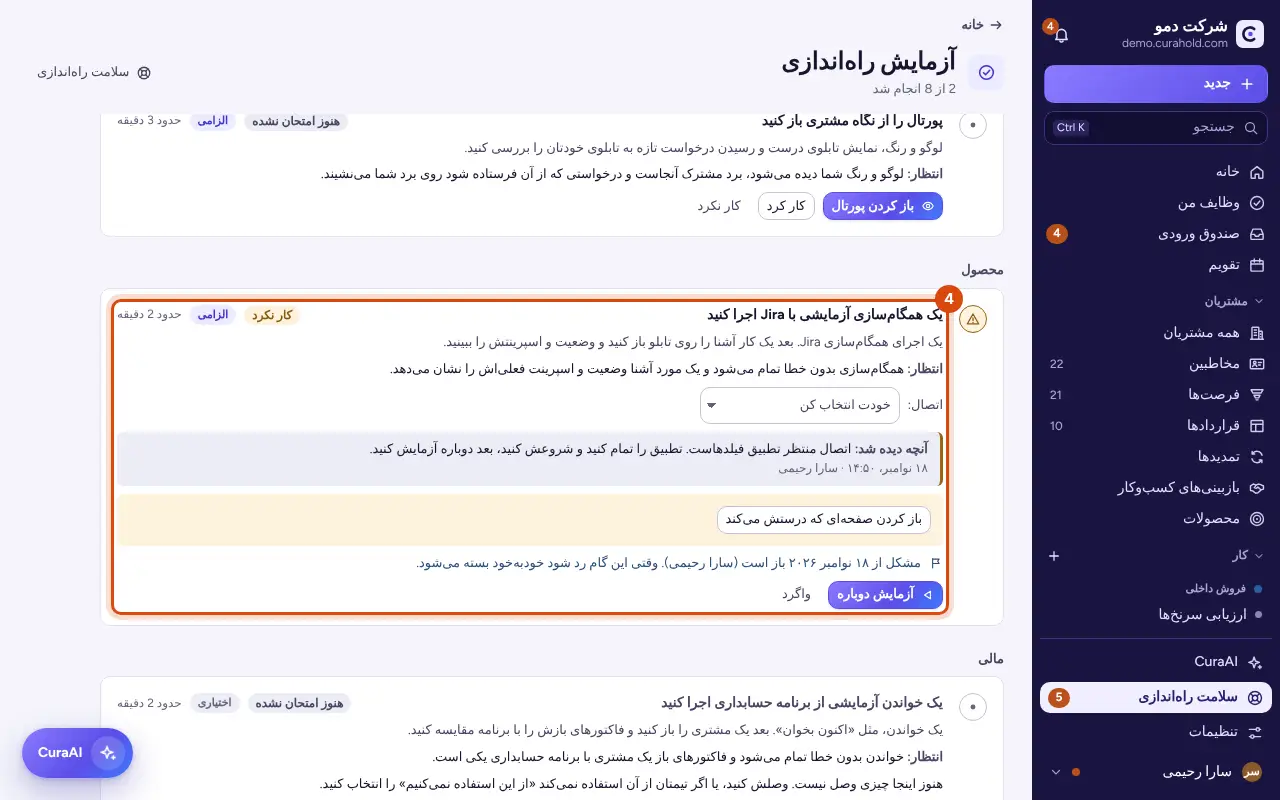 شرکت دمو
demo.curahold.com
4
جدید
جستجو
Ctrl K
خانه
وظایف من
صندوق ورودی
4
تقویم
مشتریان
همه مشتریان
مخاطبین
22
فرصت‌ها
21
قراردادها
10
تمدیدها
بازبینی‌های کسب‌وکار
محصولات
کار
فروش داخلی
ارزیابی سرنخ‌ها
CuraAI
سلامت راه‌اندازی
5
تنظیمات
سر
سارا رحیمی
خانه
آزمایش راه‌اندازی
2 از 8 انجام شد
سلامت راه‌اندازی
پورتال را از نگاه مشتری باز کنید
هنوز امتحان نشده
الزامی
حدود 3 دقیقه
لوگو و رنگ، نمایش تابلوی درست و رسیدن درخواست تازه به تابلوی خودتان را بررسی کنید.
انتظار: لوگو و رنگ شما دیده می‌شود، برد مشترک آنجاست و درخواستی که از آن فرستاده شود روی برد شما می‌نشیند.
باز کردن پورتال
کار کرد
کار نکرد
محصول
4
یک همگام‌سازی آزمایشی با Jira اجرا کنید
کار نکرد
الزامی
حدود 2 دقیقه
یک اجرای همگام‌سازی Jira. بعد یک کار آشنا را روی تابلو باز کنید و وضعیت و اسپرینتش را ببینید.
انتظار: همگام‌سازی بدون خطا تمام می‌شود و یک مورد آشنا وضعیت و اسپرینت فعلی‌اش را نشان می‌دهد.
اتصال:
خودت انتخاب کن
آنچه دیده شد: اتصال منتظر تطبیق فیلدهاست. تطبیق را تمام کنید و شروعش کنید، بعد دوباره آزمایش کنید.
۱۸ نوامبر، ۱۴:۵۰ · سارا رحیمی
باز کردن صفحه‌ای که درستش می‌کند
مشکل از ۱۸ نوامبر ۲۰۲۶ باز است (سارا رحیمی). وقتی این گام رد شود خودبه‌خود بسته می‌شود.
آزمایش دوباره
واگرد
مالی
یک خواندن آزمایشی از برنامه حسابداری اجرا کنید
هنوز امتحان نشده
اختیاری
حدود 2 دقیقه
یک خواندن، مثل «اکنون بخوان». بعد یک مشتری را باز کنید و فاکتورهای بازش را با برنامه مقایسه کنید.
انتظار: خواندن بدون خطا تمام می‌شود و فاکتورهای باز یک مشتری با برنامه حسابداری یکی است.
هنوز اینجا چیزی وصل نیست. وصلش کنید، یا اگر تیمتان از آن استفاده نمی‌کند «از این استفاده نمی‌کنیم» را انتخاب کنید.
CuraAI